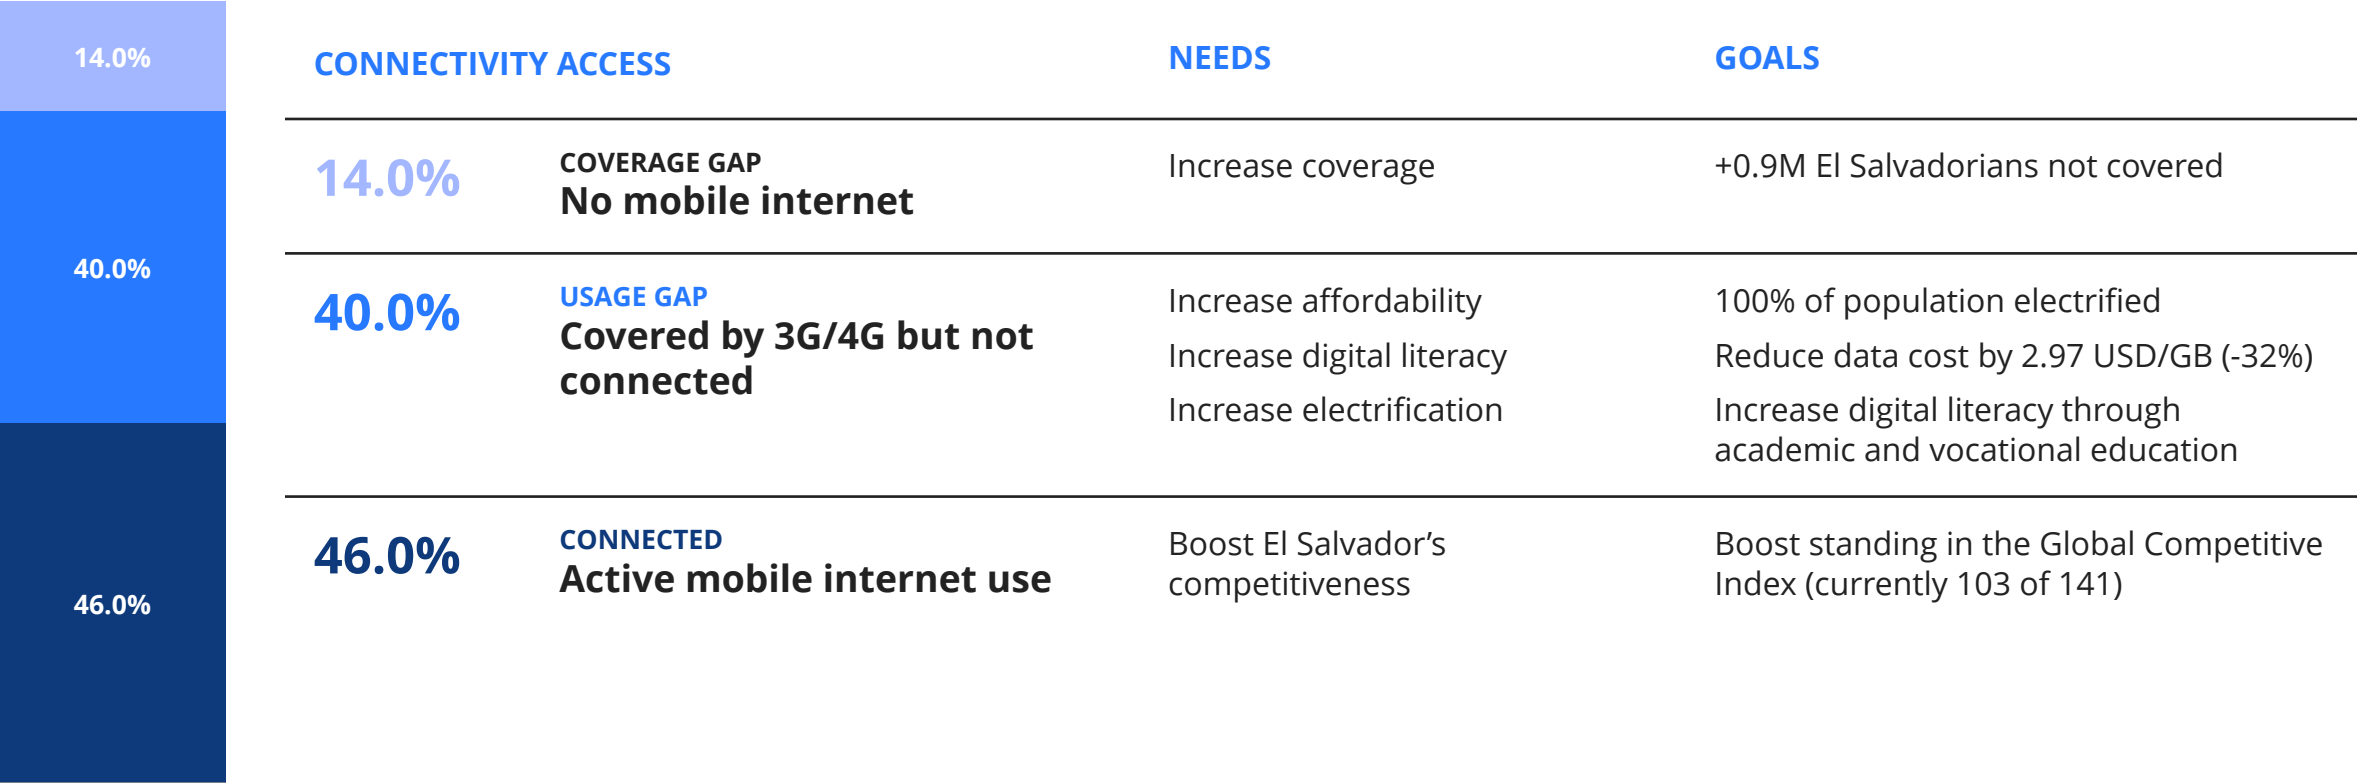 14.0%
40.0%
46.0%
CONNECTIVITY ACCESS
NEEDS
GOALS
14.0%
COVERAGE GAP
No mobile internet
Increase coverage
+0.9M El Salvadorians not covered
40.0%
USAGE GAP
Covered by 3G/4G but not
connected
Increase affordability
Increase digital literacy
Increase electrification
100% of population electrified
Reduce data cost by 2.97 USD/GB (-32%)
Increase digital literacy through
academic and vocational education
46.0%
CONNECTED
Active mobile internet use
Boost El Salvador’s
competitiveness
Boost standing in the Global Competitive
Index (currently 103 of 141)